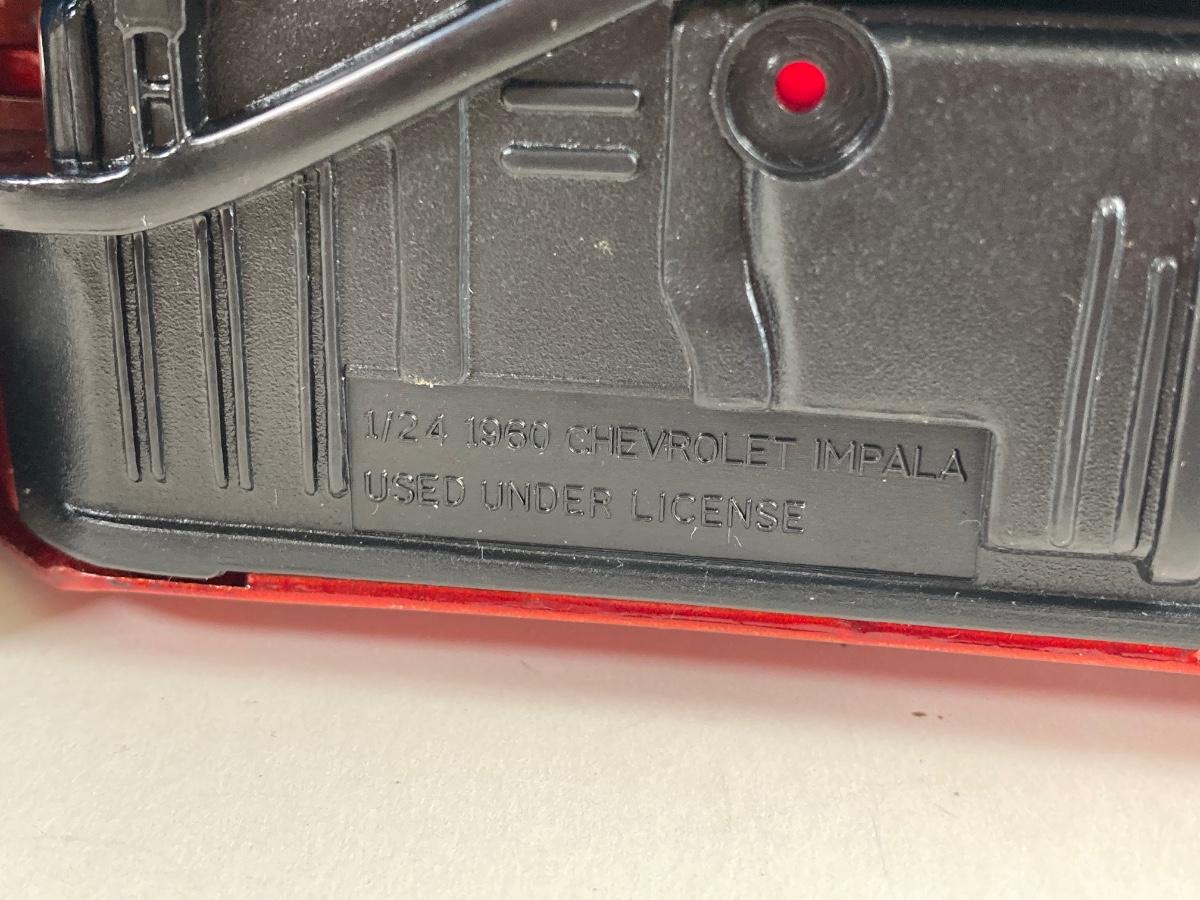 1/24 1960 CHEVROLET IMPALA
USED UNDER LICENSE